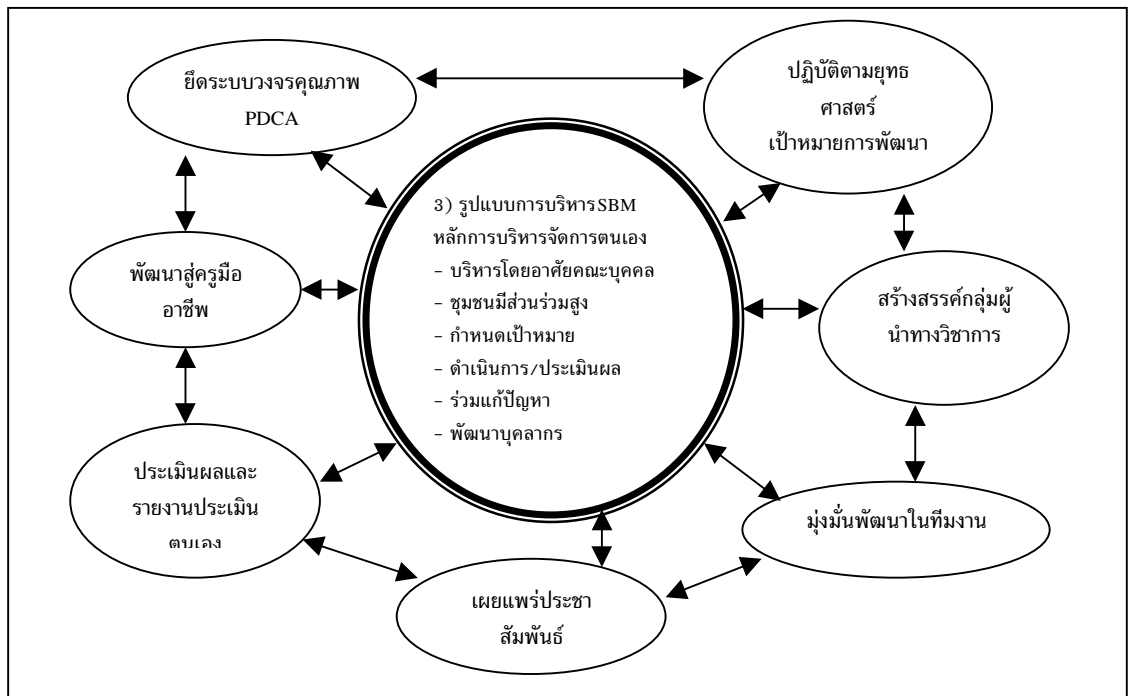 ยึดระบบวงจรคุณภาพ
PDCA
ปฏิบัติตามยุทธ
ศาสตร์
เป้าหมายการพัฒนา
3) รูปแบบการบริหารSBM
หลักการบริหารจัดการตนเอง
- บริหารโดยอาศัยคณะบุคคล
- ชุมชนมีส่วนร่วมสูง
- กำหนดเป้าหมาย
- ดำเนินการ/ประเมินผล
- ร่วมแก้ปัญหา
- พัฒนาบุคลากร
พัฒนาสู่ครูมือ
อาชีพ
สร้างสรรค์กลุ่มผู้
นำทางวิชาการ
ประเมินผลและ
รายงานประเมิน
ตนเอง
มุ่งมั่นพัฒนาในทีมงาน
เผยแพร่ประชา
สัมพันธ์